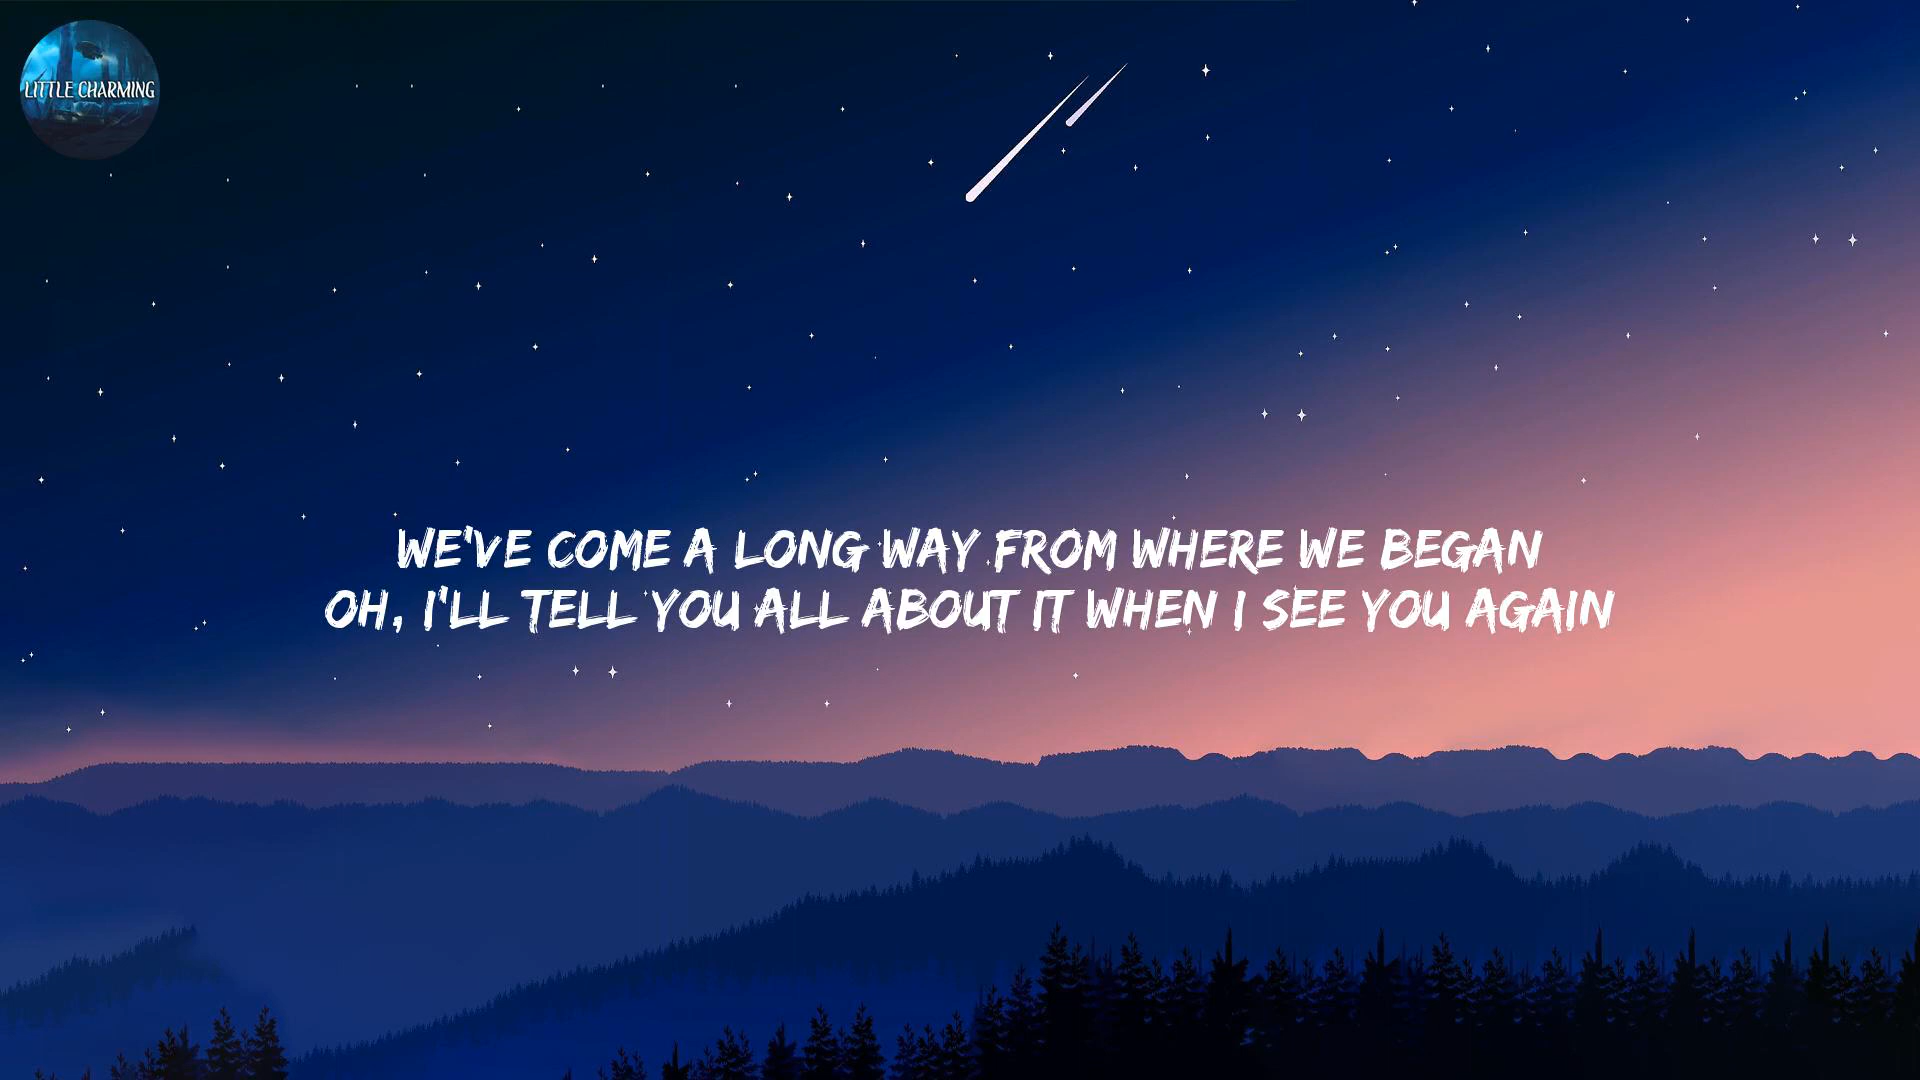 LITTLE CHARMING
WE'VE COME A LONG WAY FROM WHERE WE BEGAN
OH, I'LL TELL YOU ALL ABOUT IT WHEN I SEE YOU AGAIN